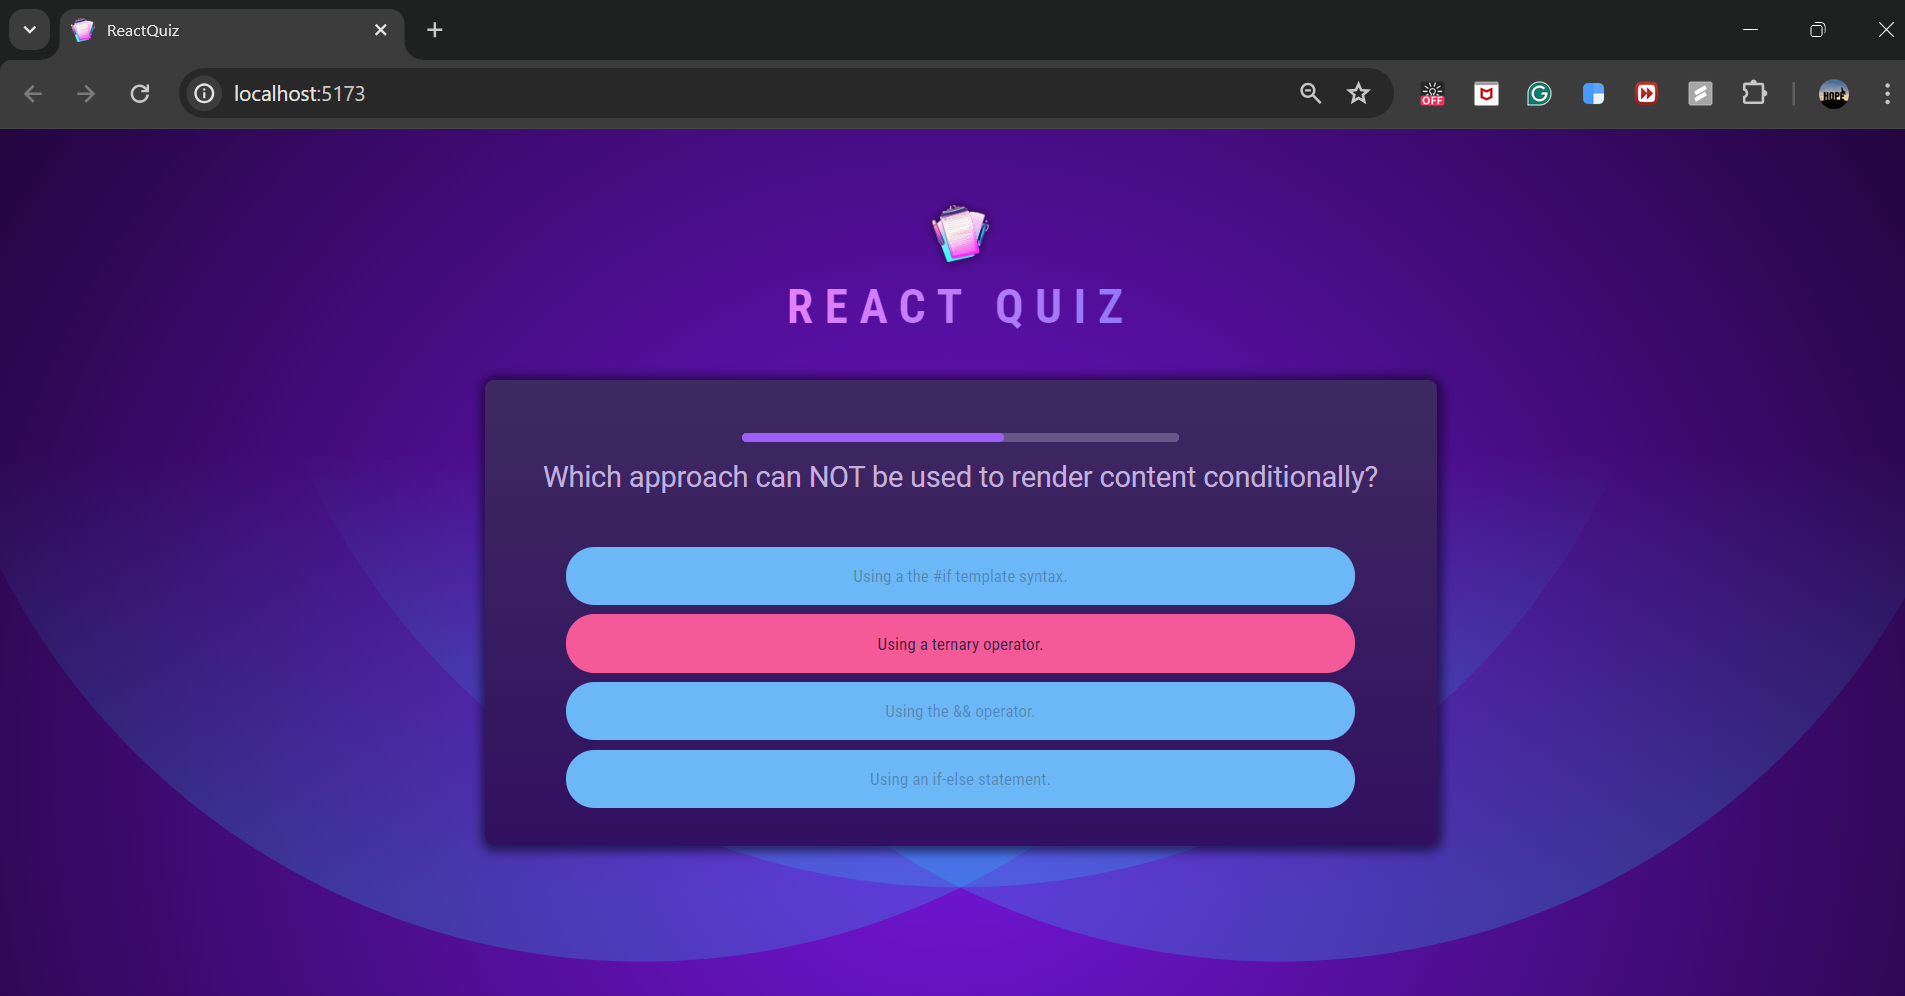 ReactQuiz
localhost:5173
OFF
HOPE
REACT QUIZ
Which approach can NOT be used to render content conditionally?
Using a the #if template syntax.
Using a ternary operator.
Using the && operator.
Using an if-else statement.